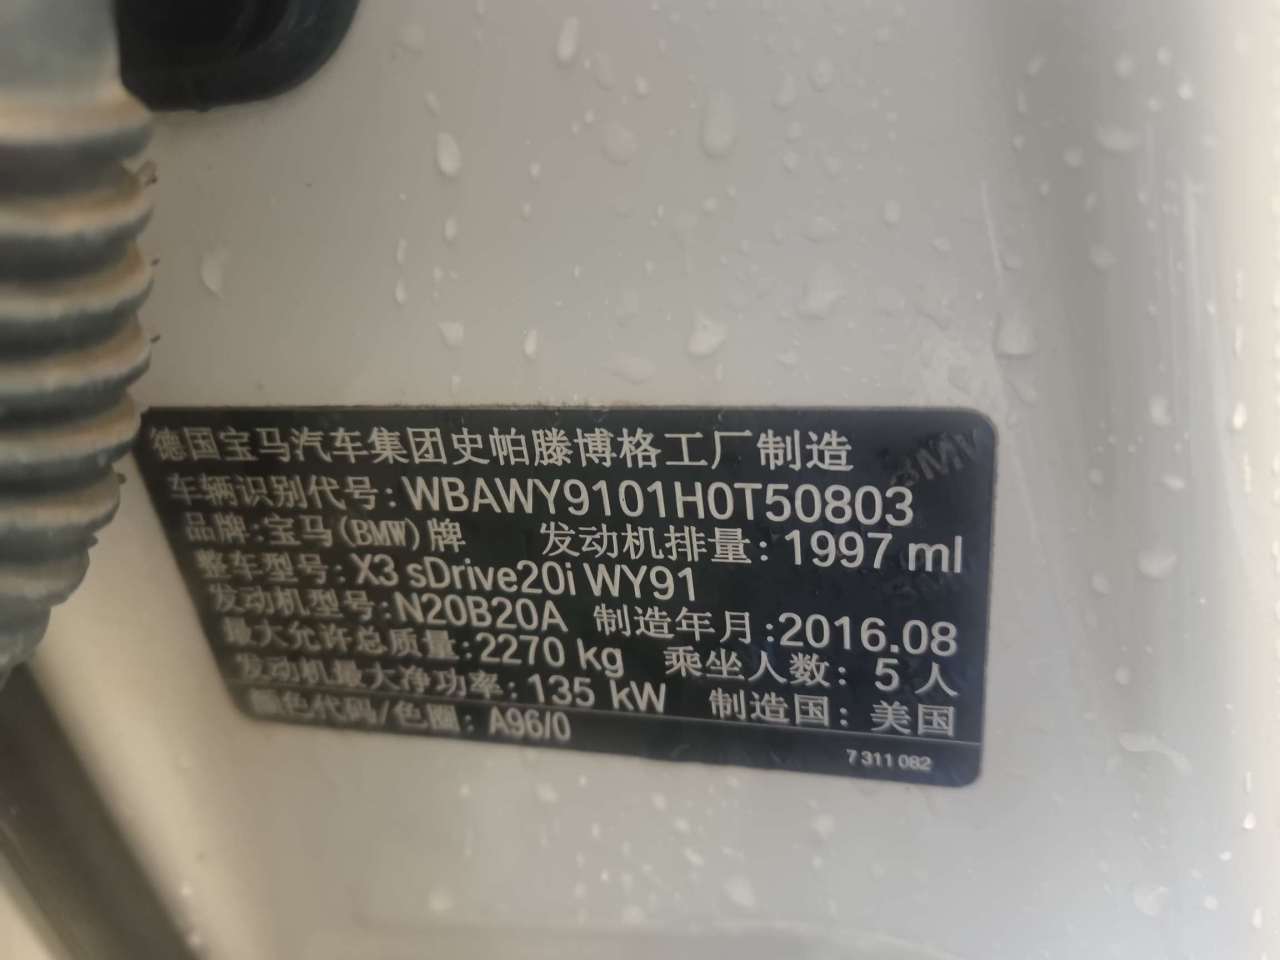 德国宝马汽车集团史帕滕博格工厂制造
车辆识别代号: WBAWY9101H0T50803
品牌: 宝马(BMW)牌 发动机排量: 1997 ml
整车型号: X3 sDrive20i WY91
发动机型号: N20B20A 制造年月: 2016.08
最大允许总质量: 2270 kg 乘坐人数: 5 人
发动机最大净功率: 135 kW 制造国: 美国
颜色代码/色圈: A96/0
7 311 082
BMW